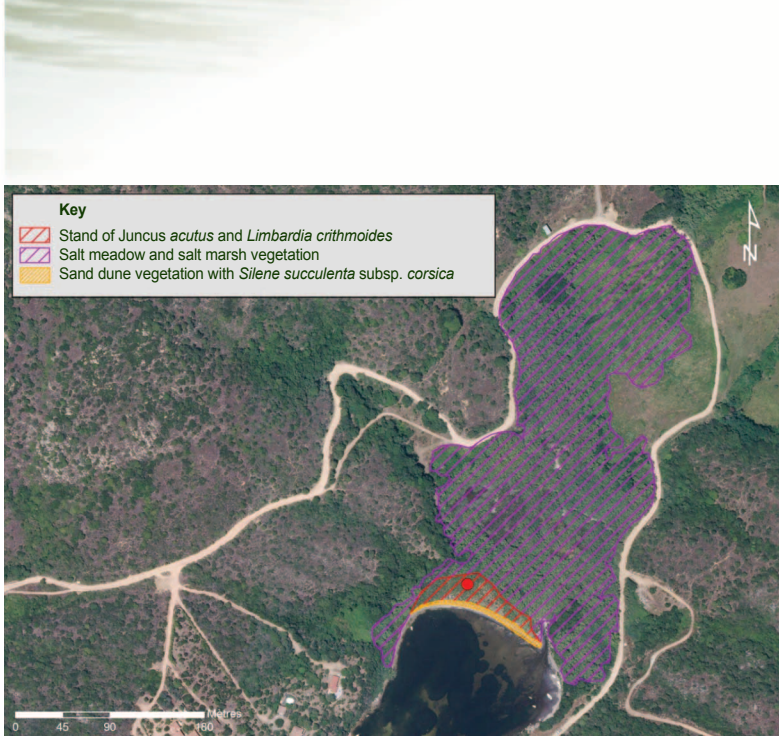 Key
Stand of Juncus acutus and Limbardia crithmoides
Salt meadow and salt marsh vegetation
Sand dune vegetation with Silene succulenta subsp. corsica
N
Metres
0 45 90 180